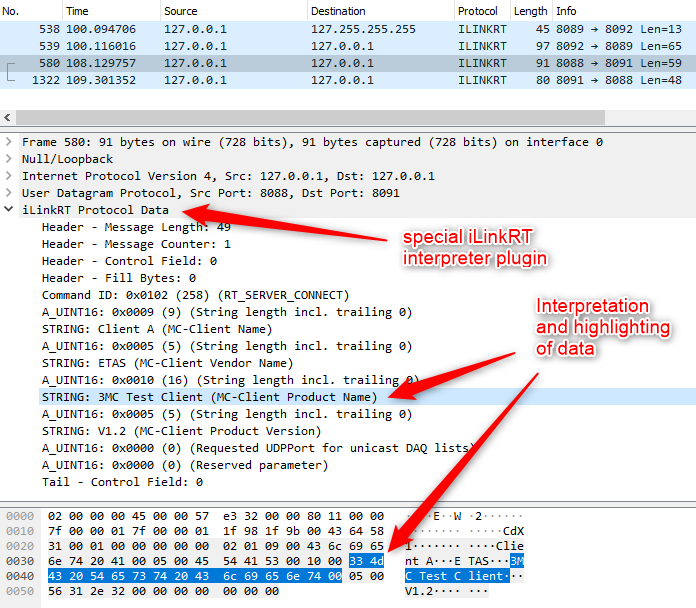 No. Time Source Destination Protocol Length Info
538 100.094706 127.0.0.1 127.255.255.255 ILINKRT 45 8089 → 8092 Len=13
539 100.116016 127.0.0.1 127.0.0.1 ILINKRT 97 8092 → 8089 Len=65
580 108.129757 127.0.0.1 127.0.0.1 ILINKRT 91 8088 → 8091 Len=59
1322 109.301352 127.0.0.1 127.0.0.1 ILINKRT 80 8091 → 8088 Len=48
Frame 580: 91 bytes on wire (728 bits), 91 bytes captured (728 bits) on interface 0
Null/Loopback
Internet Protocol Version 4, Src: 127.0.0.1, Dst: 127.0.0.1
User Datagram Protocol, Src Port: 8088, Dst Port: 8091
iLinkRT Protocol Data
Header - Message Length: 49
Header - Message Counter: 1
Header - Control Field: 0
Header - Fill Bytes: 0
Command ID: 0x0102 (258) (RT_SERVER_CONNECT)
A_UINT16: 0x0009 (9) (String length incl. trailing 0)
STRING: Client A (MC-Client Name)
A_UINT16: 0x0005 (5) (String length incl. trailing 0)
STRING: ETAS (MC-Client Vendor Name)
A_UINT16: 0x0010 (16) (String length incl. trailing 0)
STRING: 3MC Test Client (MC-Client Product Name)
A_UINT16: 0x0005 (5) (String length incl. trailing 0)
STRING: V1.2 (MC-Client Product Version)
A_UINT16: 0x0000 (0) (Requested UDPPort for unicast DAQ lists)
A_UINT16: 0x0000 (0) (Reserved parameter)
Tail - Control Field: 0
special iLinkRT
interpreter plugin
Interpretation
and highlighting
of data
0000 02 00 00 00 45 00 00 57 e3 32 00 00 80 11 00 00 ····E··W ·2······
0010 7f 00 00 01 7f 00 00 01 1f 98 1f 9b 00 43 64 58 ········ ·····CdX
0020 31 00 01 00 00 00 00 00 02 01 09 00 43 6c 69 65 1······· ····Clie
0030 6e 74 20 41 00 05 00 45 54 41 53 00 10 00 33 4d nt A···E TAS···3M
0040 43 20 54 65 73 74 20 43 6c 69 65 6e 74 00 05 00 C Test C lient···
0050 56 31 2e 32 00 00 00 00 00 00 00 V1.2···· ···